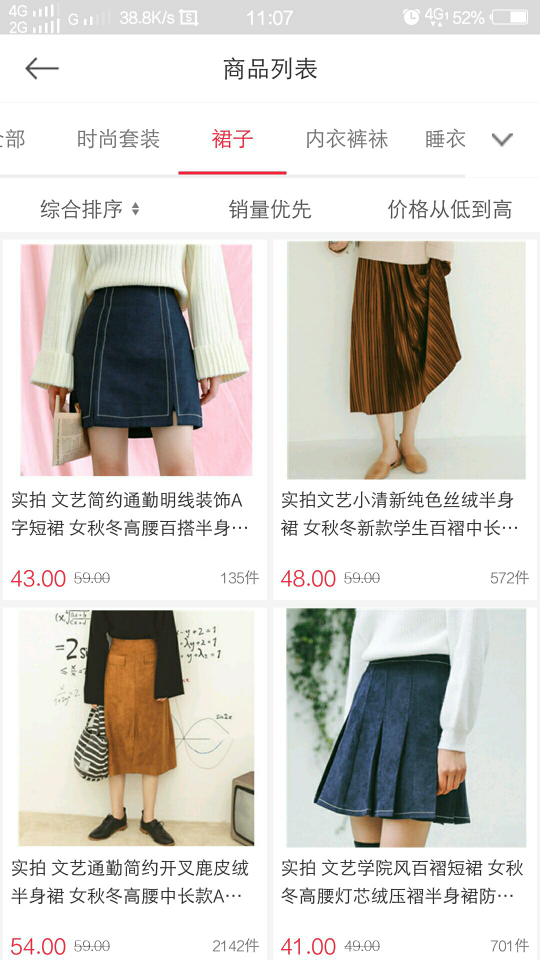 4G
2G
G
38.8K/s
11:07
4G
52%
商品列表
全部
时尚套装
裙子
内衣裤袜
睡衣
综合排序
销量优先
价格从低到高
实拍 文艺简约通勤明线装饰A
字短裙 女秋冬高腰百搭半身…
43.00 59.00 135件
实拍文艺小清新纯色丝绒半身
裙 女秋冬新款学生百褶中长…
48.00 59.00 572件
=2
-y+2=1
-λy+2=2
sin2x
实拍 文艺通勤简约开叉鹿皮绒
半身裙 女秋冬高腰中长款A…
54.00 59.00 2142件
实拍 文艺学院风百褶短裙 女秋
冬高腰灯芯绒压褶半身裙防…
41.00 49.00 701件